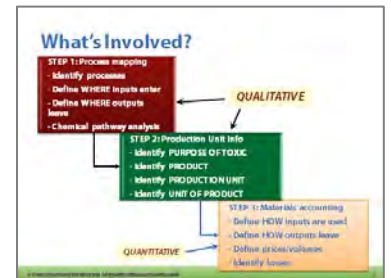 What's Involved?
STEP 1: Process mapping
- Identify processes
- Define WHERE inputs enter
- Define WHERE outputs
leave
- Chemical pathway analysis
QUALITATIVE
STEP 2: Production Unit Info
- Identify PURPOSE OF TOXIC
- Identify PRODUCT
- Identify PRODUCTION UNIT
- Identify UNIT OF PRODUCT
STEP 3: Materials accounting
- Define HOW inputs are used
- Define HOW outputs leave
- Define prices/volumes
- Identify losses
QUANTITATIVE